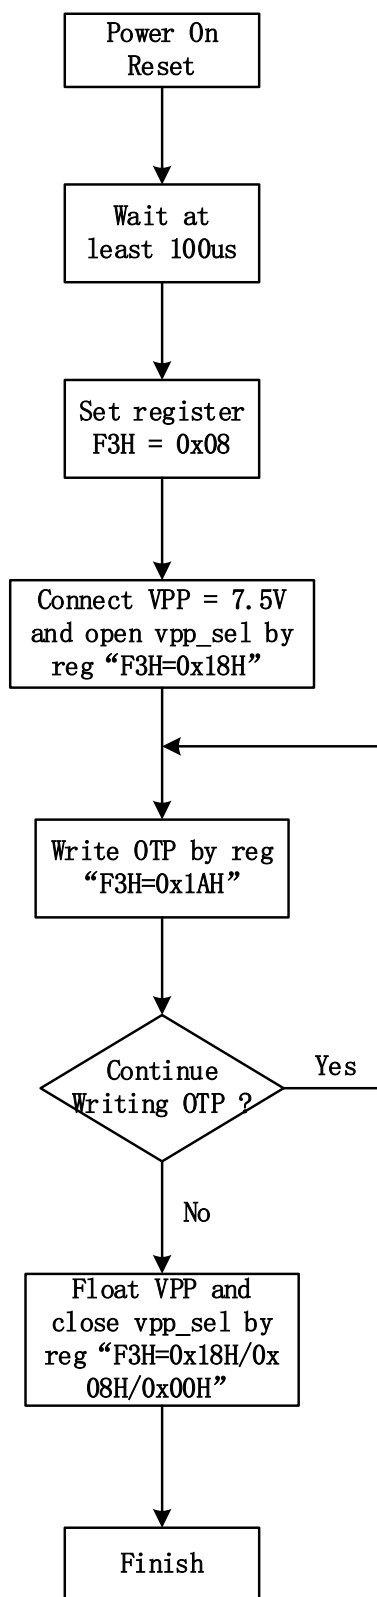 Power On
Reset
Wait at
least 100us
Set register
F3H = 0x08
Connect VPP = 7.5V
and open vpp_sel by
reg “F3H=0x18H”
Write OTP by reg
“F3H=0x1AH”
Continue
Writing OTP ?
Yes
No
Float VPP and
close vpp_sel by
reg “F3H=0x18H/0x
08H/0x00H”
Finish